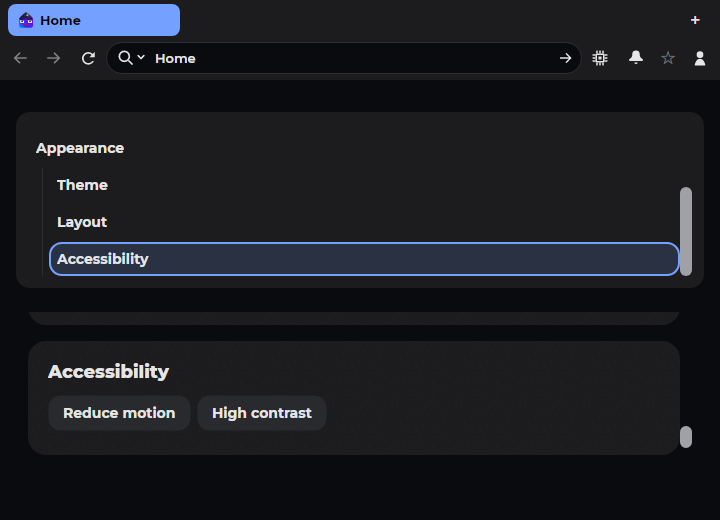 Home
Home
Appearance
Theme
Layout
Accessibility
Accessibility
Reduce motion
High contrast